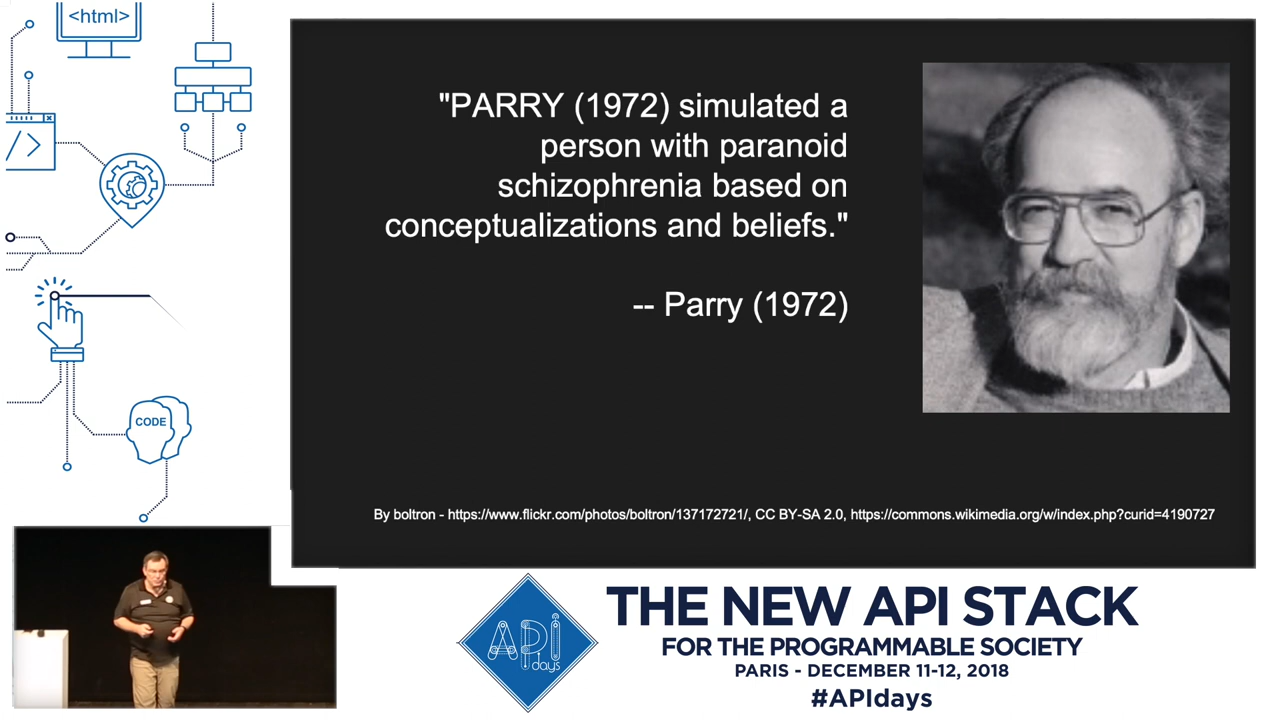 <html>
"PARRY (1972) simulated a
person with paranoid
schizophrenia based on
conceptualizations and beliefs."
-- Parry (1972)
</>
CODE
By boltron - https://www.flickr.com/photos/boltron/137172721/, CC BY-SA 2.0, https://commons.wikimedia.org/w/index.php?curid=4190727
API
days
THE NEW API STACK
FOR THE PROGRAMMABLE SOCIETY
PARIS - DECEMBER 11-12, 2018
#APIdays